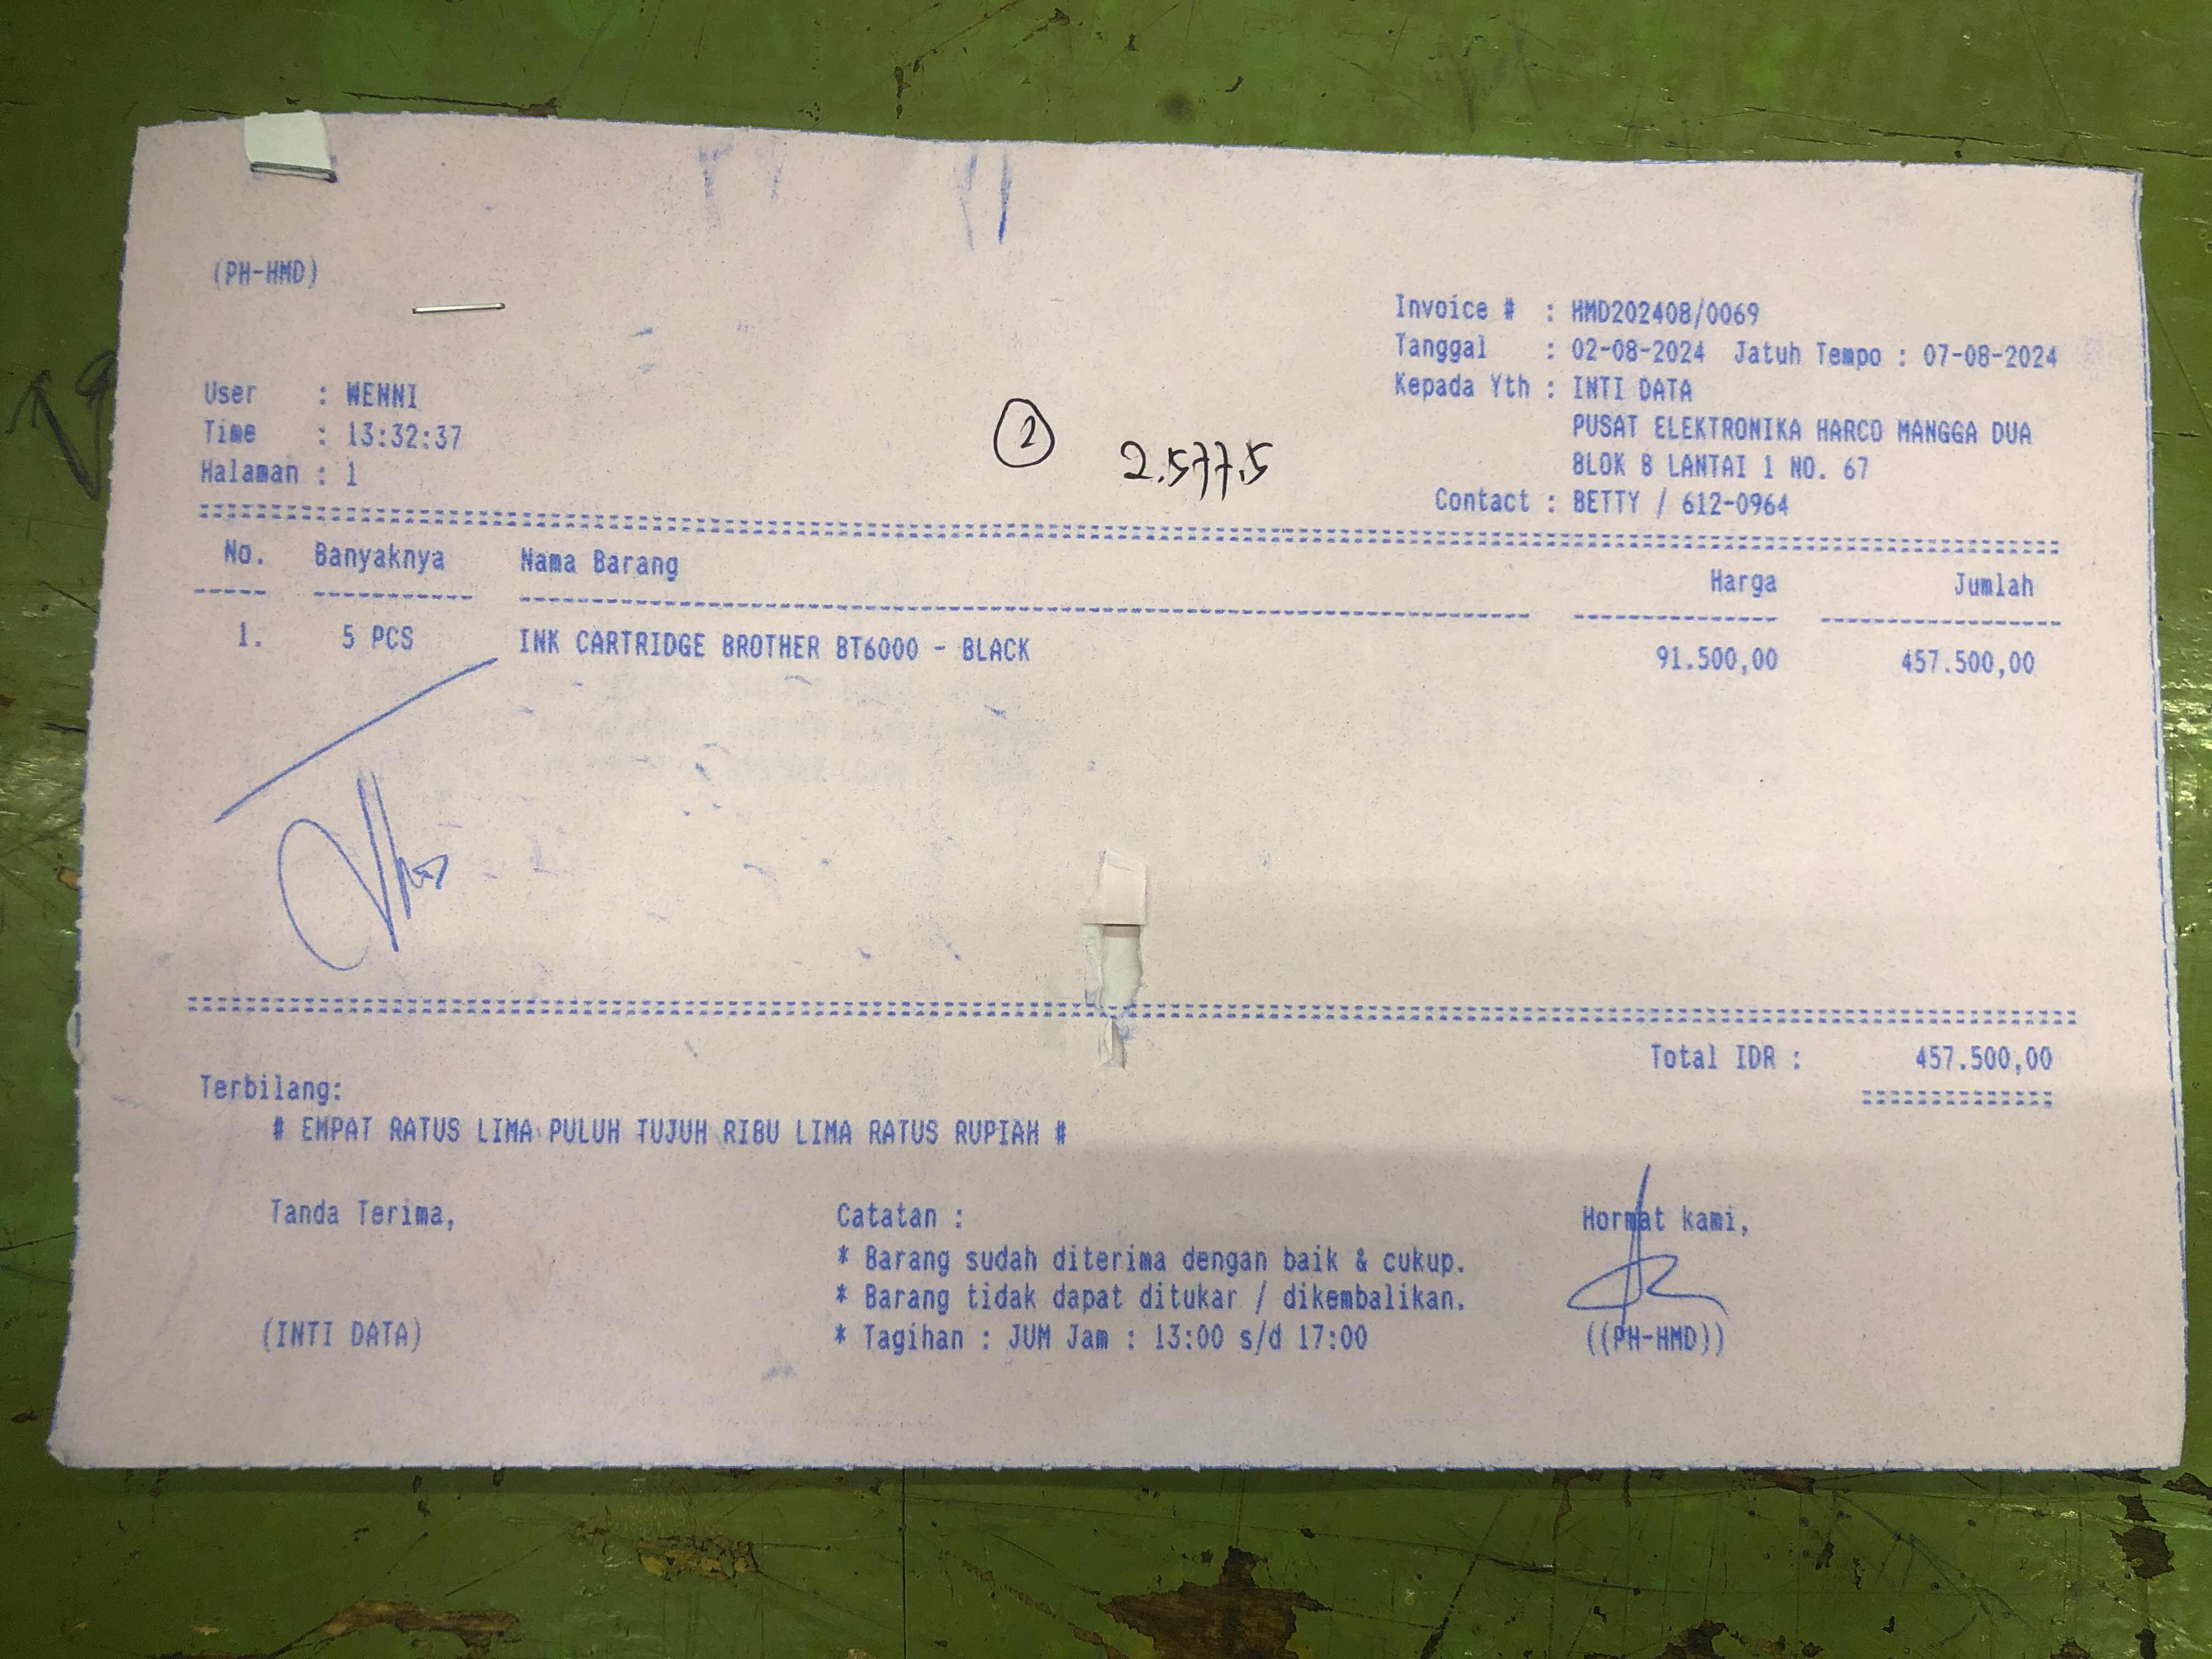 (PH-HMD)
Invoice # : HMD202408/0069
Tanggal : 02-08-2024 Jatuh Tempo : 07-08-2024
Kepada Yth : INTI DATA
PUSAT ELEKTRONIKA HARCO MANGGA DUA
BLOK B LANTAI 1 NO. 67
Contact : BETTY / 612-0964
User : WENNI
Time : 13:32:37
Halaman : 1
2
2.577.5
No. Banyaknya Nama Barang Harga Jumlah
1. 5 PCS INK CARTRIDGE BROTHER BT6000 - BLACK 91.500,00 457.500,00
Total IDR : 457.500,00
Terbilang:
# EMPAT RATUS LIMA PULUH TUJUH RIBU LIMA RATUS RUPIAH #
Tanda Terima,
(INTI DATA)
Catatan :
* Barang sudah diterima dengan baik & cukup.
* Barang tidak dapat ditukar / dikembalikan.
* Tagihan : JUM Jam : 13:00 s/d 17:00
Hormat kami,
((PH-HMD))